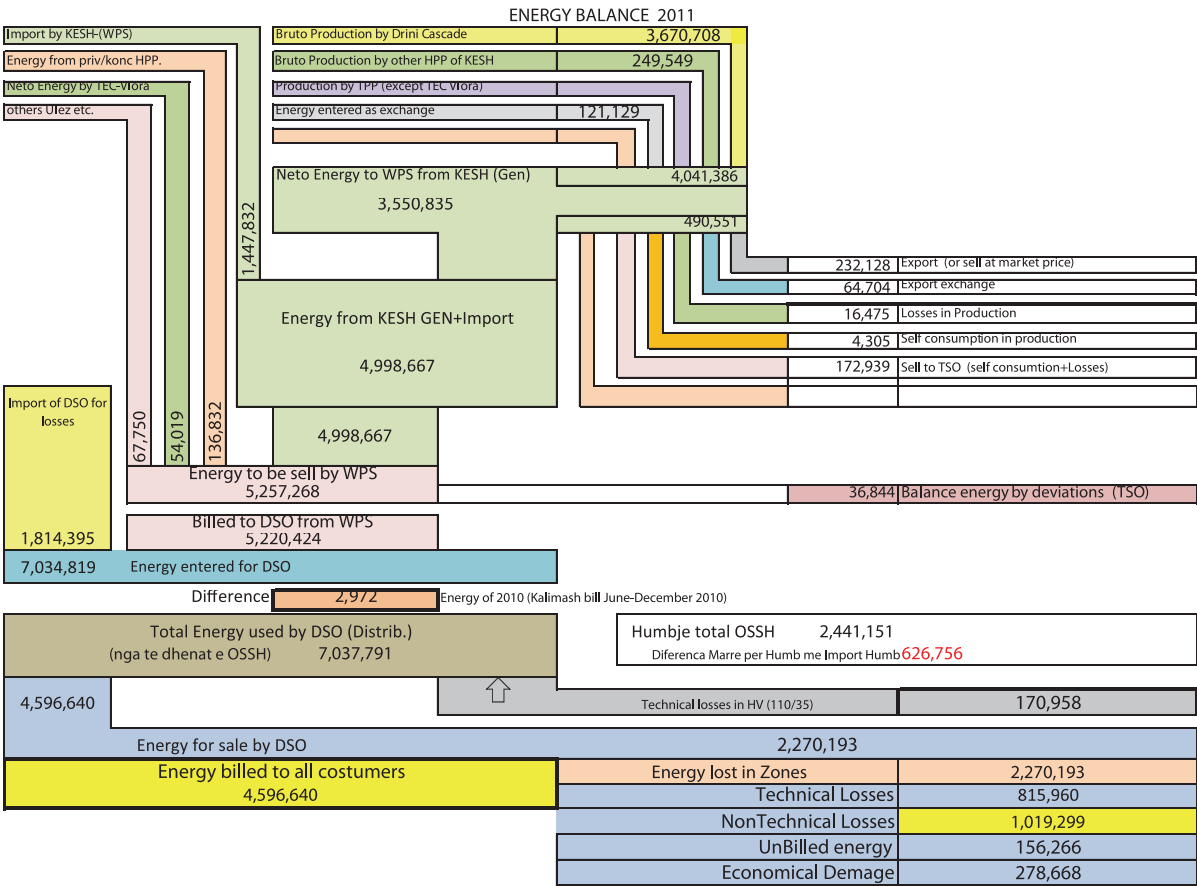 ENERGY BALANCE 2011
Import by KESH-(WPS)
Bruto Production by Drini Cascade 3,670,708
Energy from priv/konc HPP.
Bruto Production by other HPP of KESH 249,549
Neto Energy by TEC-Vlora
Production by TPP (except TEC Vlora)
others Ulez etc.
Energy entered as exchange 121,129
Neto Energy to WPS from KESH (Gen) 4,041,386
3,550,835
490,551
1,447,832
232,128 Export (or sell at market price)
64,704 Export exchange
16,475 Losses in Production
4,305 Self consumption in production
172,939 Sell to TSO (self consumtion+Losses)
Energy from KESH GEN+Import
4,998,667
Import of DSO for
losses
67,750
54,019
136,832
4,998,667
Energy to be sell by WPS
5,257,268
36,844 Balance energy by deviations (TSO)
Billed to DSO from WPS
5,220,424
1,814,395
7,034,819 Energy entered for DSO
Difference 2,972 Energy of 2010 (Kalimash bill June-December 2010)
Total Energy used by DSO (Distrib.)
(nga te dhenat e OSSH) 7,037,791
Humbje total OSSH 2,441,151
Diferenca Marre per Humb me Import Humb 626,756
4,596,640
Technical losses in HV (110/35) 170,958
Energy for sale by DSO 2,270,193
Energy billed to all costumers
4,596,640
Energy lost in Zones 2,270,193
Technical Losses 815,960
NonTechnical Losses 1,019,299
UnBilled energy 156,266
Economical Demage 278,668